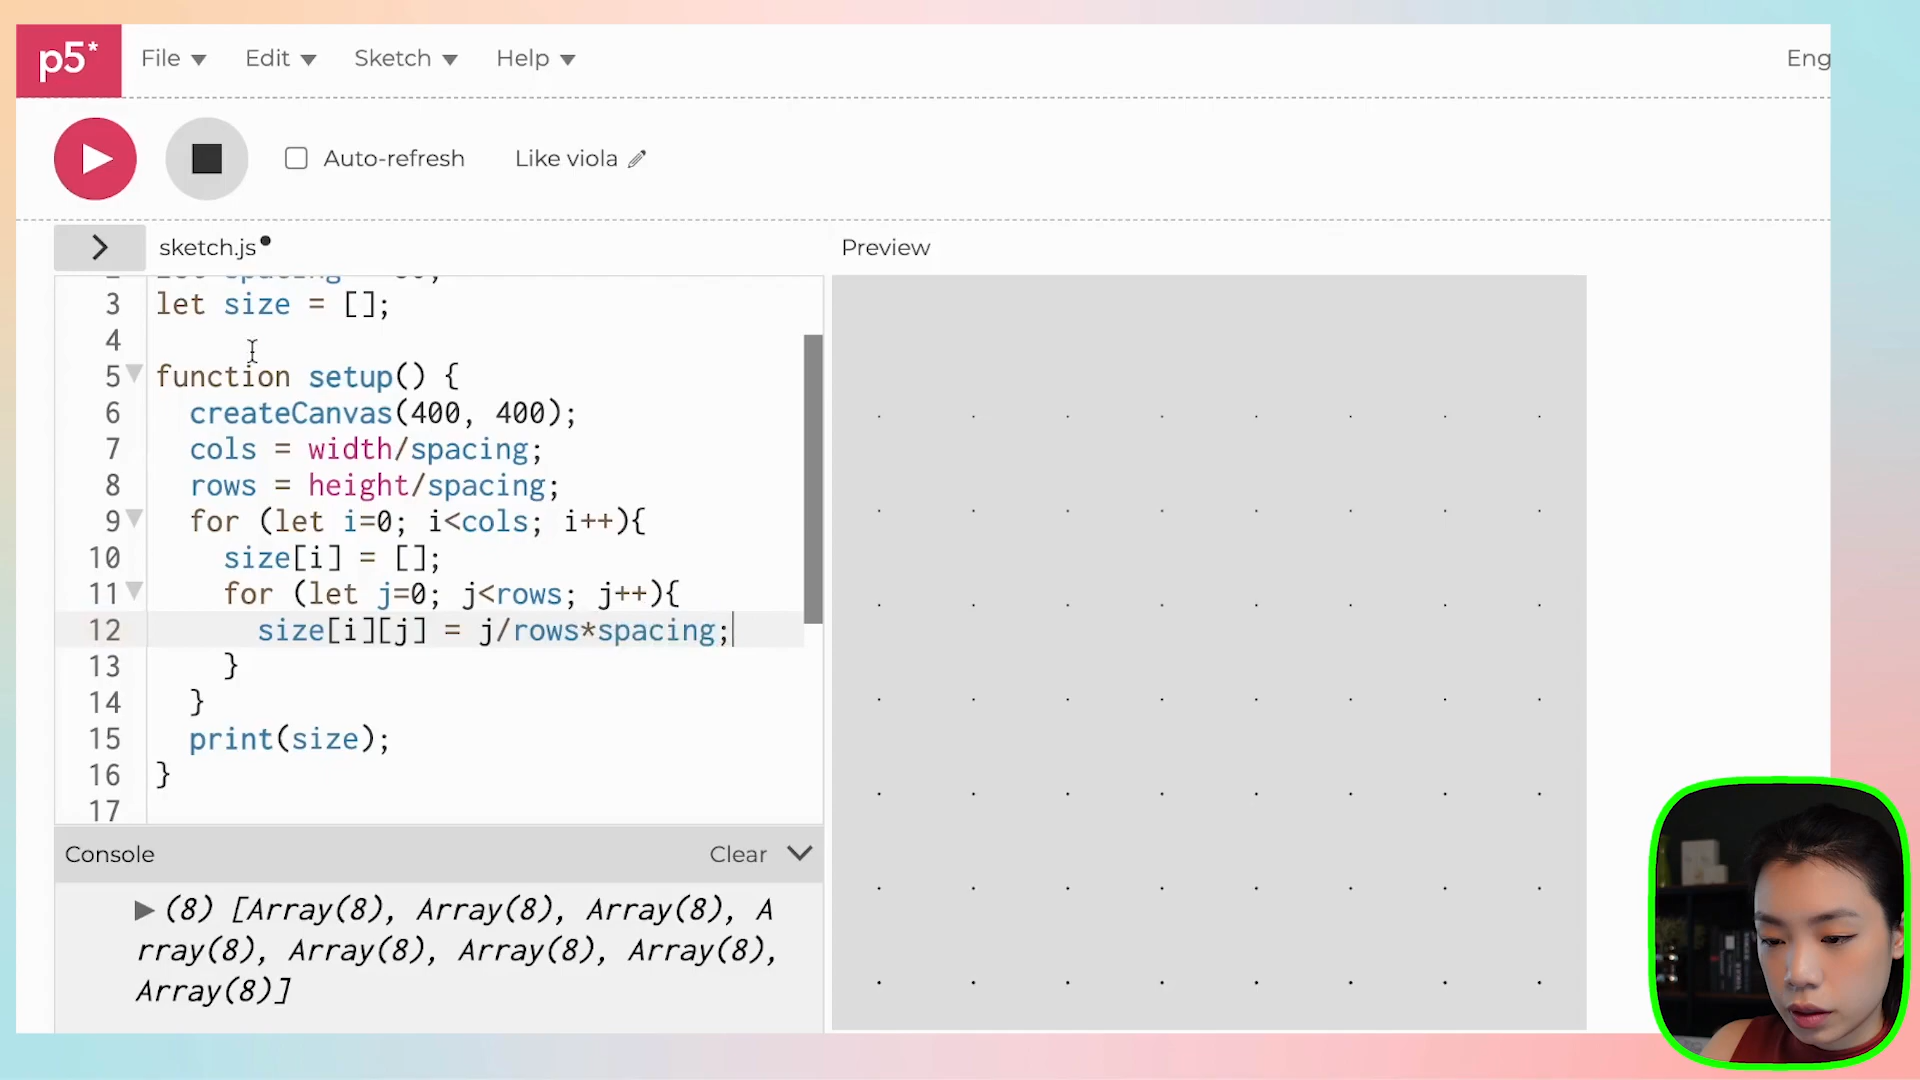 p5* File Edit Sketch Help Eng
Auto-refresh Like viola
sketch.js
Preview
3 let size = [];
4
5 function setup() {
6 createCanvas(400, 400);
7 cols = width/spacing;
8 rows = height/spacing;
9 for (let i=0; i<cols; i++){
10 size[i] = [];
11 for (let j=0; j<rows; j++){
12 size[i][j] = j/rows*spacing;
13 }
14 }
15 print(size);
16 }
17
Console Clear
(8) [Array(8), Array(8), Array(8), A
rray(8), Array(8), Array(8), Array(8),
Array(8)]